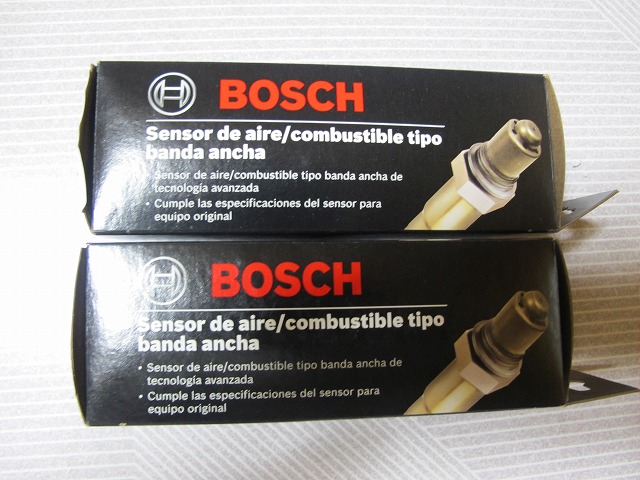 BOSCH
Sensor de aire/combustible tipo
banda ancha
• Sensor de aire/combustible tipo banda ancha de
tecnología avanzada
• Cumple las especificaciones del sensor para
equipo original
BOSCH
Sensor de aire/combustible tipo
banda ancha
• Sensor de aire/combustible tipo banda ancha de
tecnología avanzada
• Cumple las especificaciones del sensor para
equipo original